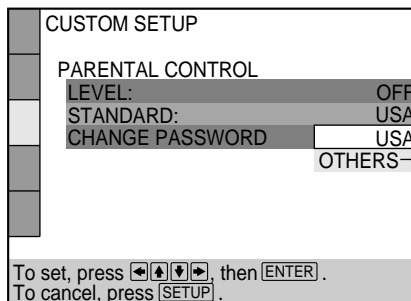 CUSTOM SETUP
PARENTAL CONTROL
LEVEL: OFF
STANDARD: USA
CHANGE PASSWORD USA
OTHERS
To set, press ←↑↓→, then ENTER.
To cancel, press SETUP.